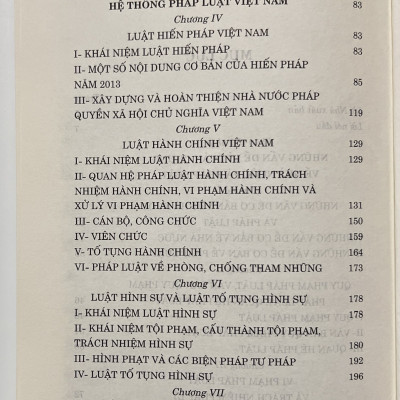 HỆ THỐNG PHÁP LUẬT VIỆT NAM 83
Chương IV
LUẬT HIẾN PHÁP VIỆT NAM 83
I- KHÁI NIỆM LUẬT HIẾN PHÁP 83
II- MỘT SỐ NỘI DUNG CƠ BẢN CỦA HIẾN PHÁP
NĂM 2013 85
III- XÂY DỰNG VÀ HOÀN THIỆN NHÀ NƯỚC PHÁP
QUYỀN XÃ HỘI CHỦ NGHĨA VIỆT NAM 119
Chương V
LUẬT HÀNH CHÍNH VIỆT NAM 129
I- KHÁI NIỆM LUẬT HÀNH CHÍNH 129
II- QUAN HỆ PHÁP LUẬT HÀNH CHÍNH, TRÁCH
NHIỆM HÀNH CHÍNH, VI PHẠM HÀNH CHÍNH VÀ
XỬ LÝ VI PHẠM HÀNH CHÍNH 131
III- CÁN BỘ, CÔNG CHỨC 150
IV- VIÊN CHỨC 159
V- TỐ TỤNG HÀNH CHÍNH 164
VI- PHÁP LUẬT VỀ PHÒNG, CHỐNG THAM NHŨNG 173
Chương VI
LUẬT HÌNH SỰ VÀ LUẬT TỐ TỤNG HÌNH SỰ 178
I- KHÁI NIỆM LUẬT HÌNH SỰ 178
II- KHÁI NIỆM TỘI PHẠM, CẤU THÀNH TỘI PHẠM,
TRÁCH NHIỆM HÌNH SỰ 180
III- HÌNH PHẠT VÀ CÁC BIỆN PHÁP TƯ PHÁP 192
IV- LUẬT TỐ TỤNG HÌNH SỰ 196
Chương VII